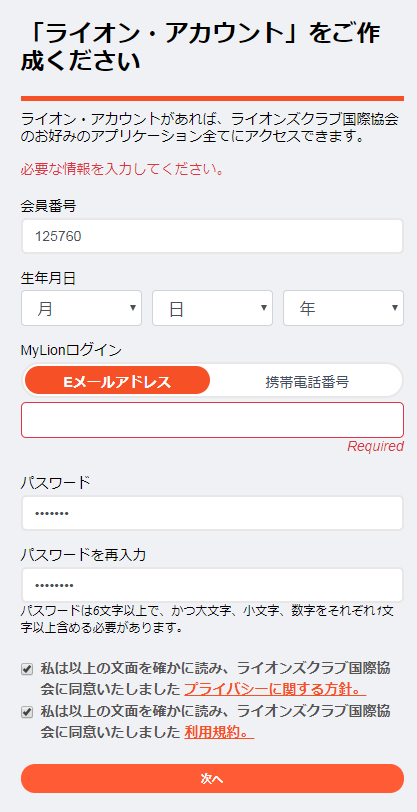 「ライオン・アカウント」をご作
成ください
ライオン・アカウントがあれば、ライオンズクラブ国際協会
のお好みのアプリケーション全てにアクセスできます。
必要な情報を入力してください。
会員番号
125760
生年月日
月 日 年
MyLionログイン
Eメールアドレス 携帯電話番号
Required
パスワード
•••••••
パスワードを再入力
••••••••
パスワードは6文字以上で、かつ大文字、小文字、数字をそれぞれ1文
字以上含める必要があります。
私は以上の文面を確かに読み、ライオンズクラブ国際協
会に同意いたしました プライバシーに関する方針。
私は以上の文面を確かに読み、ライオンズクラブ国際協
会に同意いたしました 利用規約。
次へ